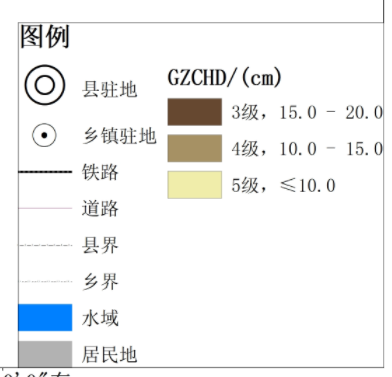 图例
县驻地
乡镇驻地
铁路
道路
县界
乡界
水域
居民地
GZCHD/(cm)
3级，15.0 - 20.0
4级，10.0 - 15.0
5级，≤10.0